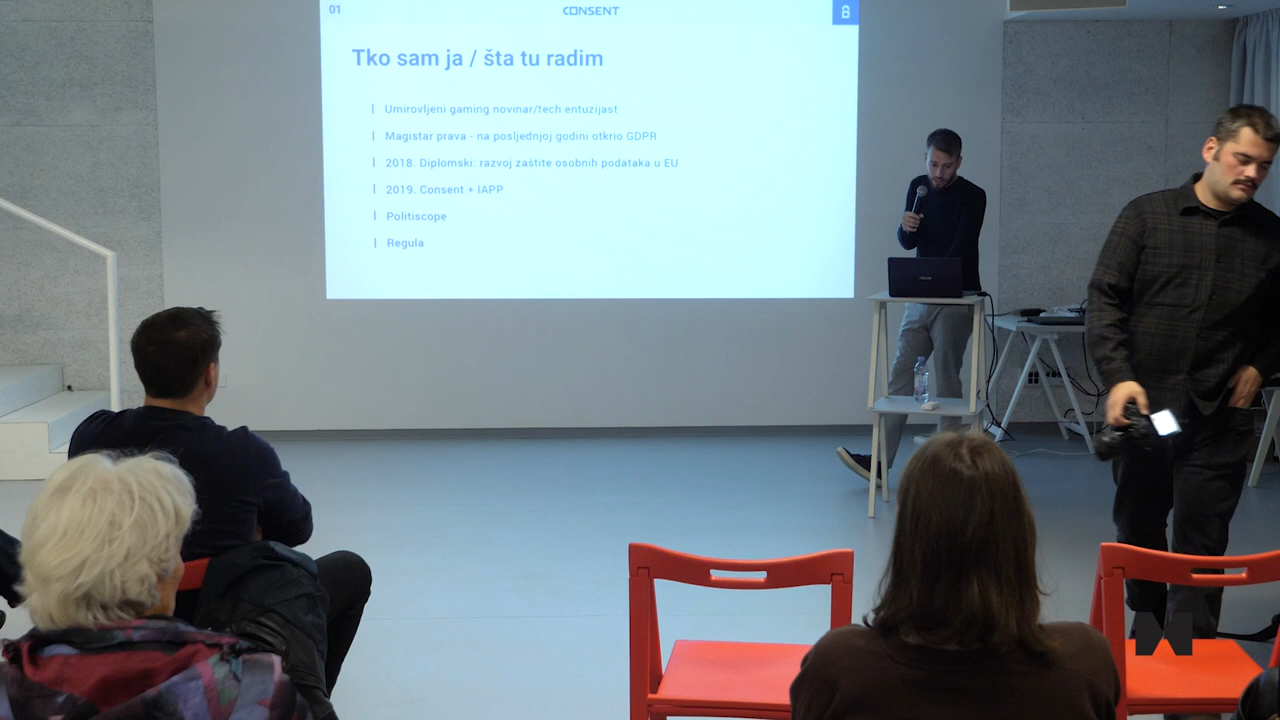 01
CONSENT
Tko sam ja / šta tu radim
Umirovljeni gaming novinar/tech entuzijast
Magistar prava - na posljednjoj godini otkrio GDPR
2018. Diplomski: razvoj zaštite osobnih podataka u EU
2019. Consent + IAPP
Politiscope
Regula